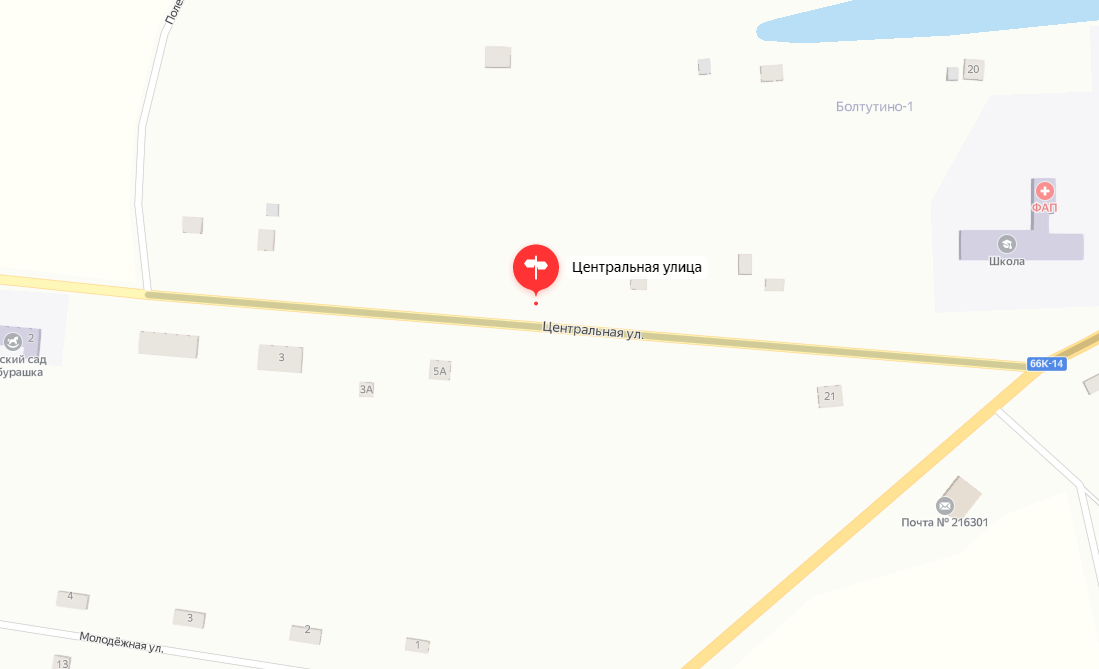 Поле
20
Болтутино-1
ФАП
Школа
Центральная улица
Центральная ул.
66К-14
2
ский сад
бурашка
3
5А
3А
21
Почта № 216301
4
3
2
1
Молодёжная ул.
13